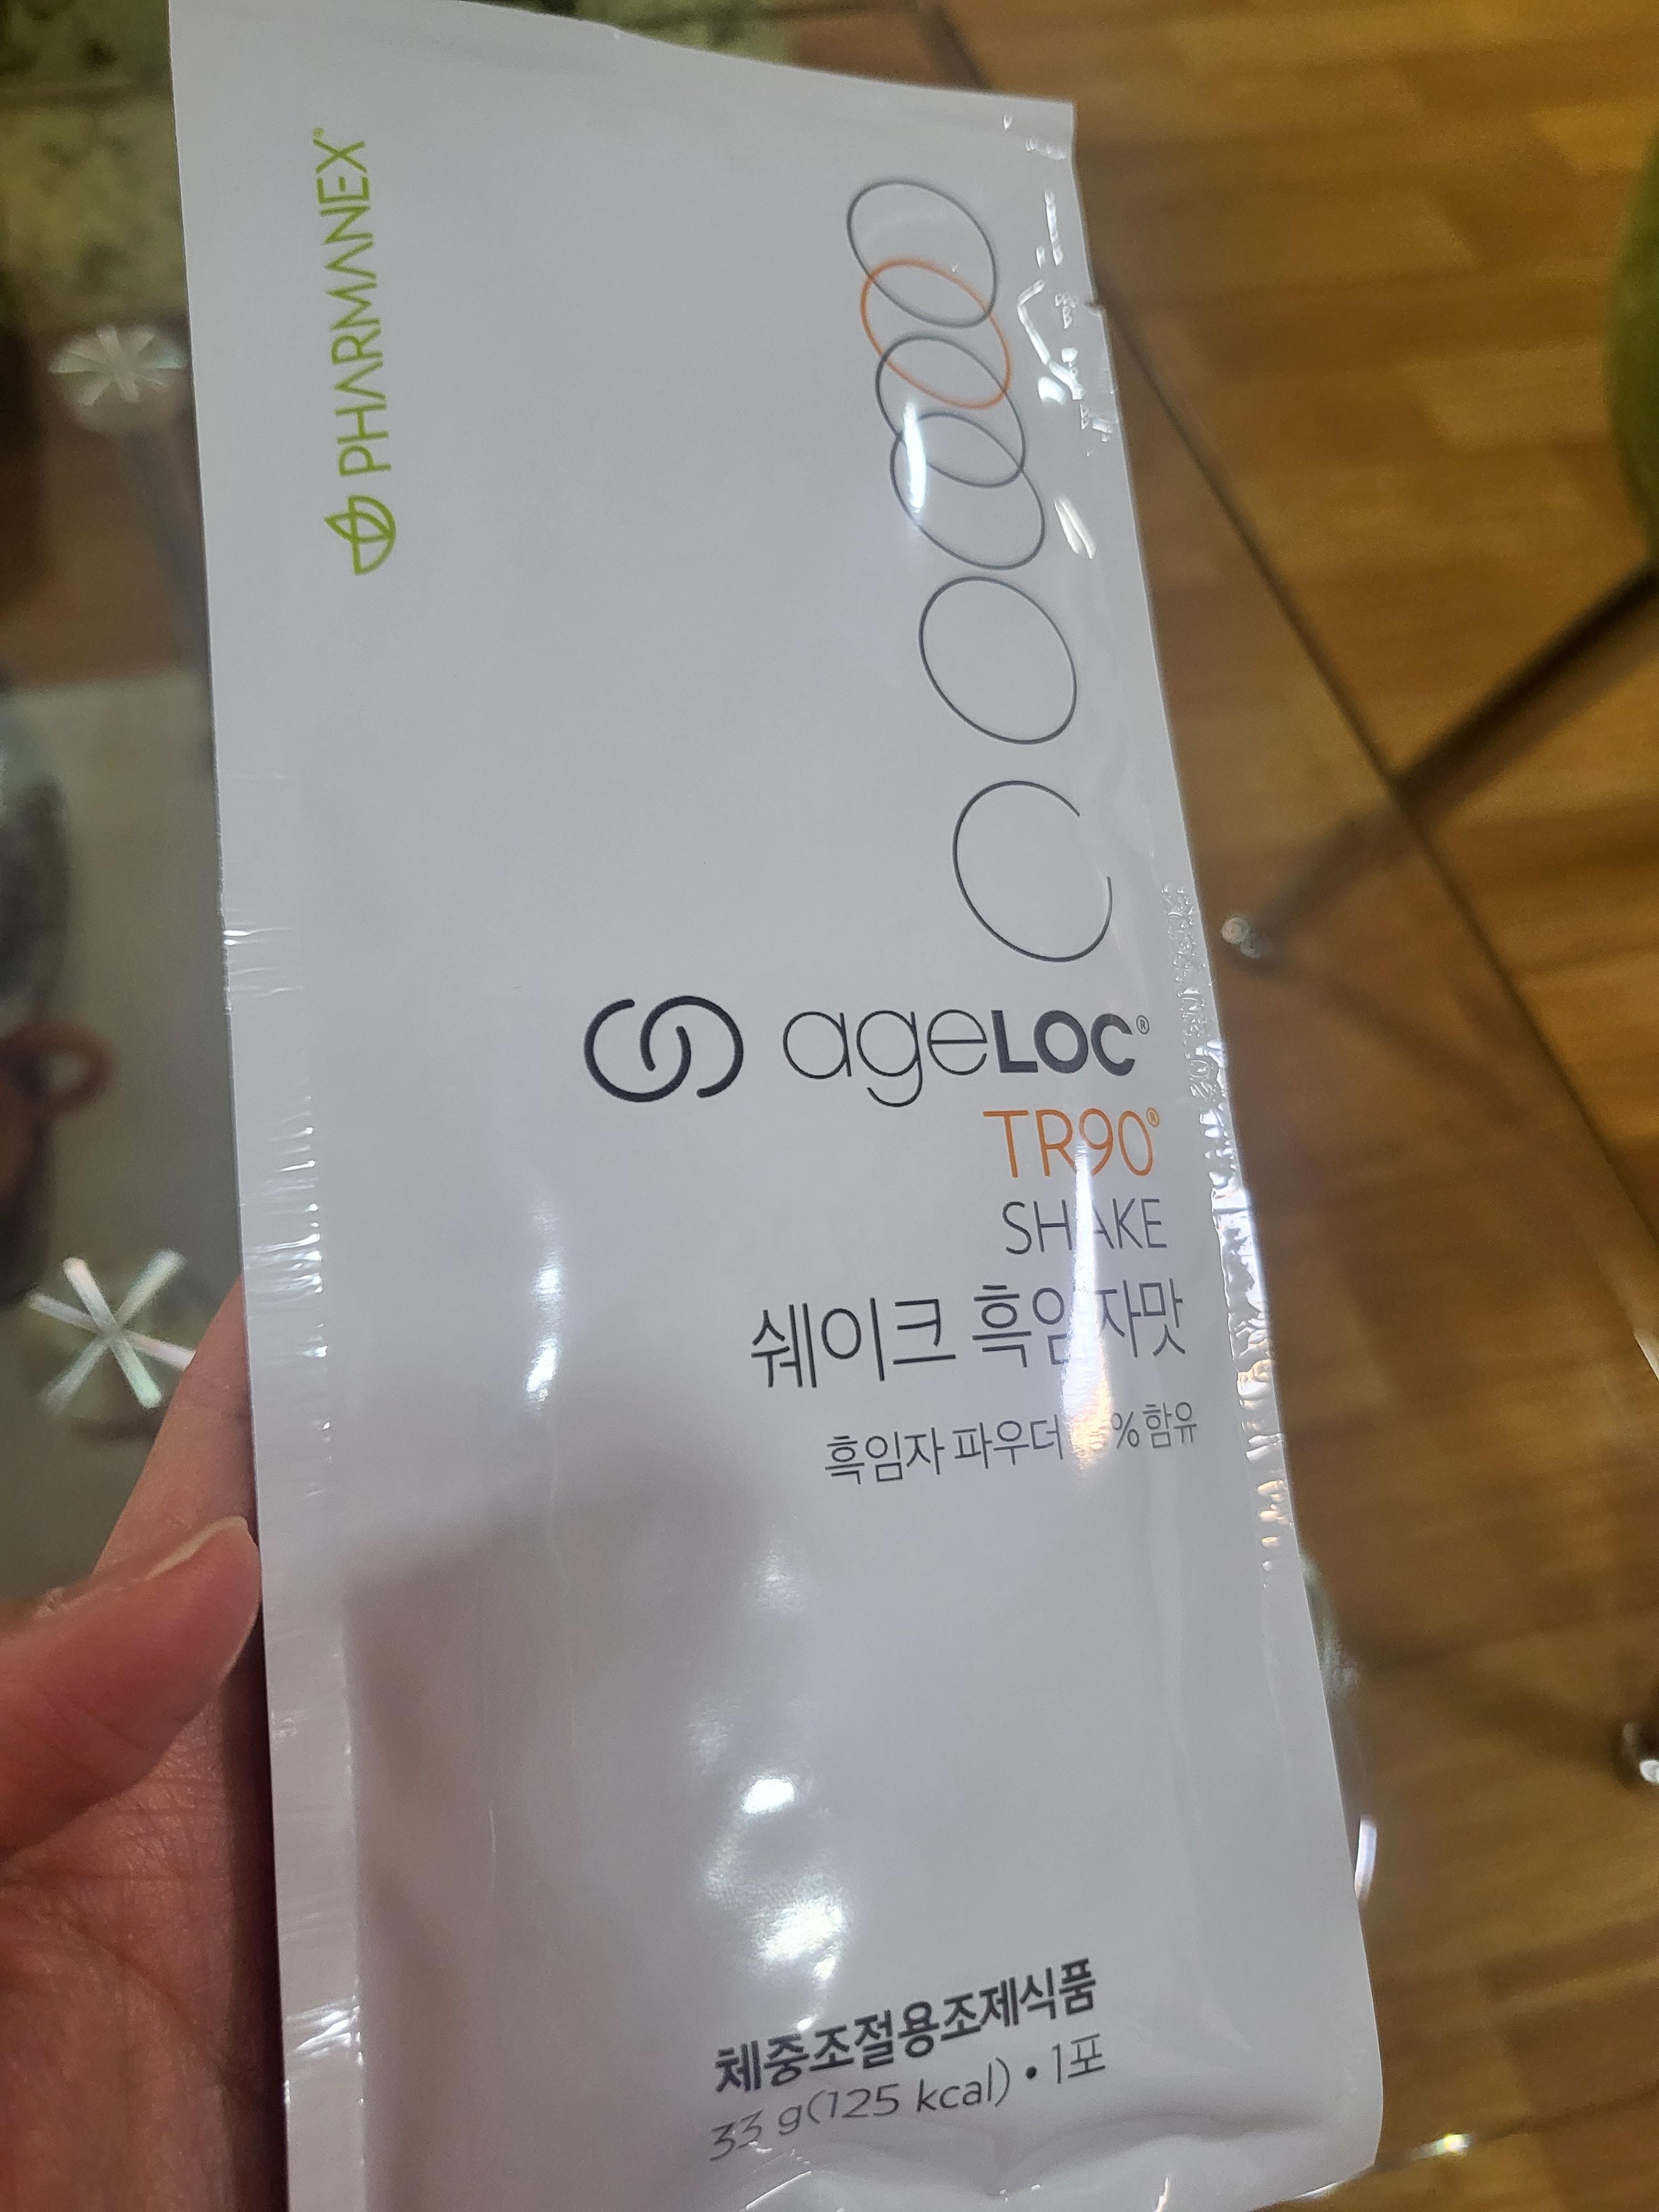 PHARMANEX®
ageLOC®
TR90®
SHAKE
쉐이크 흑임자맛
흑임자 파우더 % 함유
체중조절용조제식품
33 g(125 kcal) • 1포